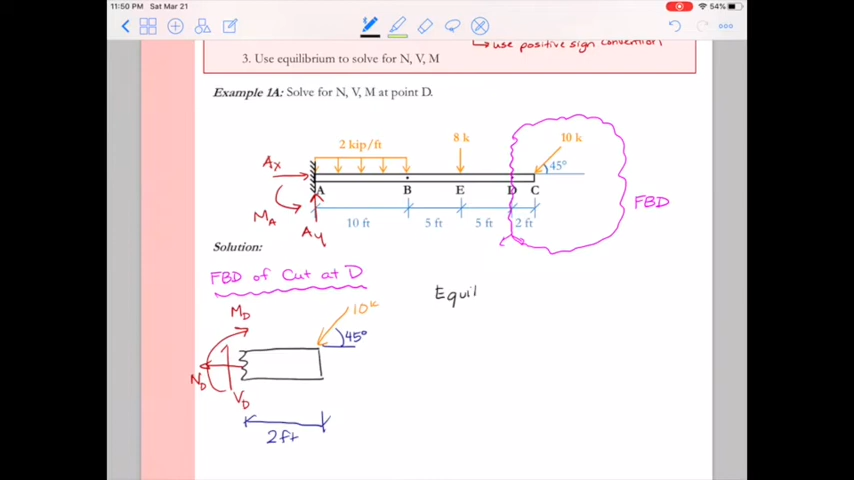 11:50 PM Sat Mar 21
54%
↳ use positive sign convention
3. Use equilibrium to solve for N, V, M
Example 1A: Solve for N, V, M at point D.
2 kip/ft
8 k
10 k
45°
Ax
A
B
E
D
C
MA
Ay
10 ft
5 ft
5 ft
2 ft
FBD
Solution:
FBD of Cut at D
Equil
MD
10k
45°
ND
VD
2ft